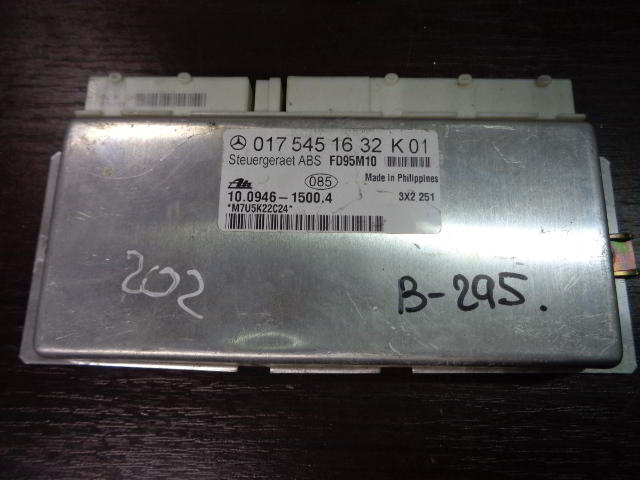 017 545 16 32 K 01
Steuergeraet ABS FD95M10
Ate 085 Made in Philippines
10.0946-1500.4 3X2 251
*M7U5K22C24*
202
B-295.